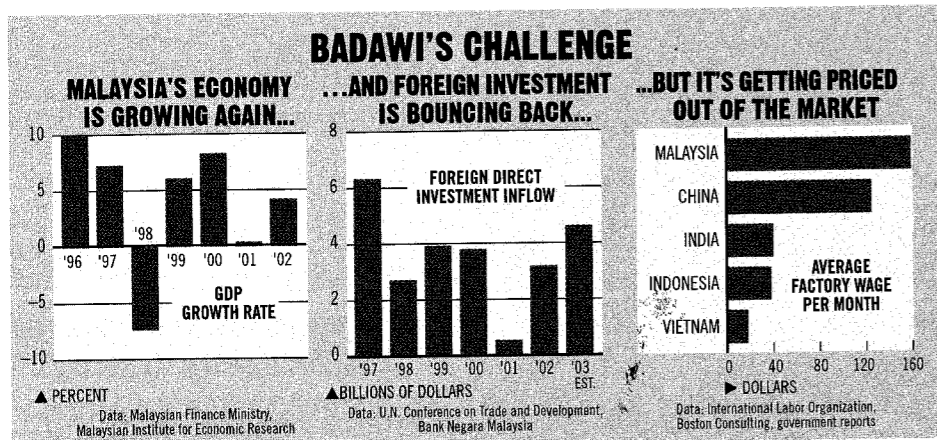 BADAWI'S CHALLENGE
MALAYSIA'S ECONOMY
IS GROWING AGAIN...
10
5
0
-5
-10
'96
'97
'98
'99
'00
'01
'02
GDP
GROWTH RATE
▲ PERCENT
Data: Malaysian Finance Ministry,
Malaysian Institute for Economic Research
...AND FOREIGN INVESTMENT
IS BOUNCING BACK...
8
6
4
2
0
FOREIGN DIRECT
INVESTMENT INFLOW
'97
'98
'99
'00
'01
'02
'03
EST.
▲BILLIONS OF DOLLARS
Data: U.N. Conference on Trade and Development,
Bank Negara Malaysia
...BUT IT'S GETTING PRICED
OUT OF THE MARKET
MALAYSIA
CHINA
INDIA
INDONESIA
VIETNAM
AVERAGE
FACTORY WAGE
PER MONTH
0
40
80
120
160
▶ DOLLARS
Data: International Labor Organization,
Boston Consulting, government reports